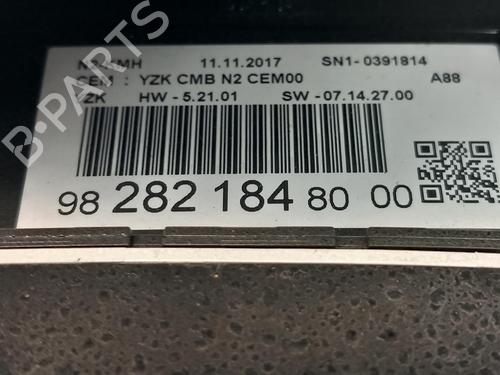 11.11.2017 SN1- 0391814
CEM : YZK CMB N2 CEM00 A88
HW - 5.21.01 SW - 07.14.27.00
98 282 184 80 00
B-PARTS